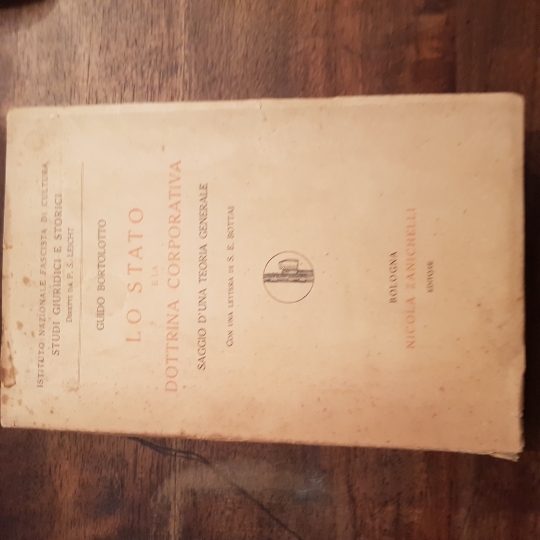 ISTITUTO NAZIONALE FASCISTA DI CULTURA
STUDI GIURIDICI E STORICI
DIRETTI DA P. S. LEICHT
GUIDO BORTOLOTTO
LO STATO
E LA
DOTTRINA CORPORATIVA
SAGGIO D'UNA TEORIA GENERALE
CON UNA LETTERA DI S. E. BOTTAI
BOLOGNA
NICOLA ZANICHELLI
EDITORE